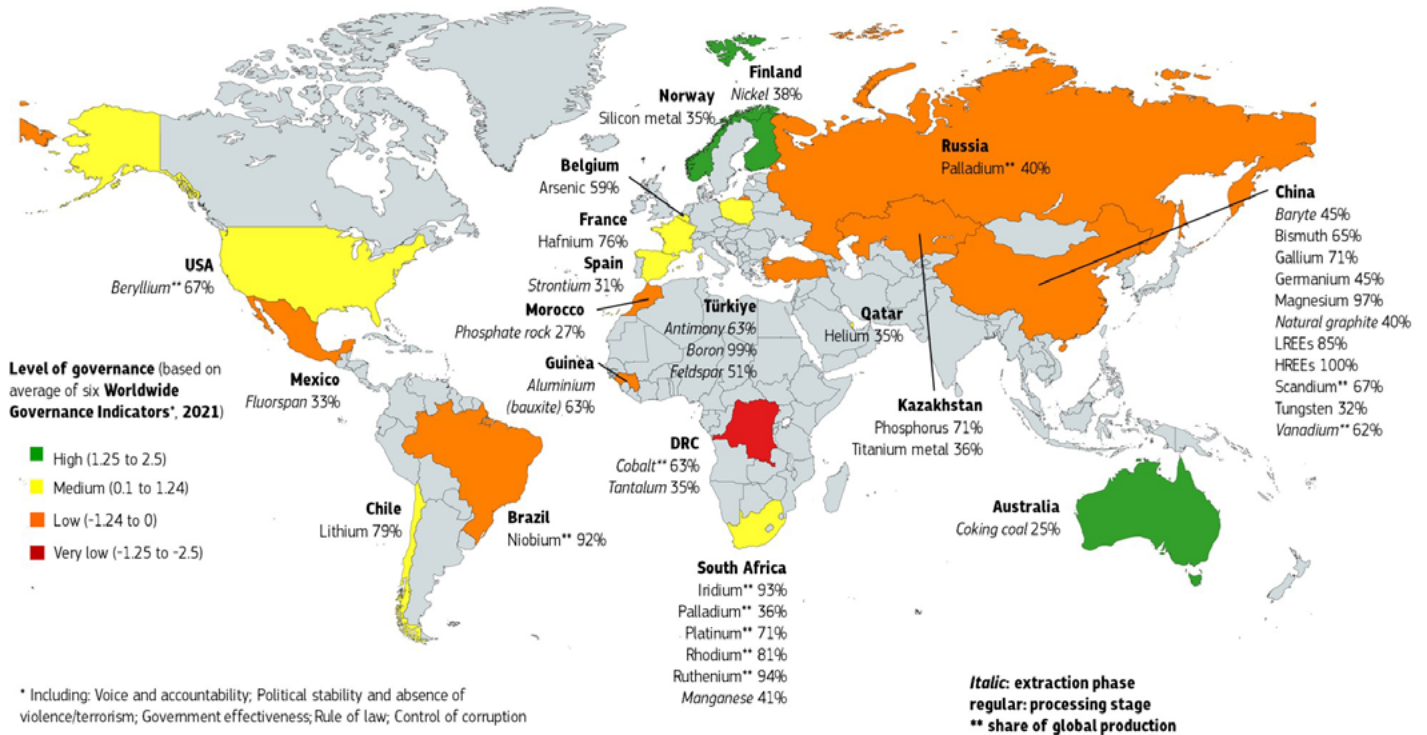 Finland
Nickel 38%
Norway
Silicon metal 35%
Belgium
Arsenic 59%
France
Hafnium 76%
Spain
Strontium 31%
Morocco
Phosphate rock 27%
Russia
Palladium** 40%
China
Baryte 45%
Bismuth 65%
Gallium 71%
Germanium 45%
Magnesium 97%
Natural graphite 40%
LREEs 85%
HREEs 100%
Scandium** 67%
Tungsten 32%
Vanadium** 62%
USA
Beryllium** 67%
Türkiye
Antimony 63%
Boron 99%
Feldspar 51%
Qatar
Helium 35%
Guinea
Aluminium
(bauxite) 63%
Mexico
Fluorspan 33%
Kazakhstan
Phosphorus 71%
Titanium metal 36%
DRC
Cobalt** 63%
Tantalum 35%
Level of governance (based on
average of six Worldwide
Governance Indicators*, 2021)
High (1.25 to 2.5)
Medium (0.1 to 1.24)
Low (-1.24 to 0)
Very low (-1.25 to -2.5)
Chile
Lithium 79%
Brazil
Niobium** 92%
Australia
Coking coal 25%
South Africa
Iridium** 93%
Palladium** 36%
Platinum** 71%
Rhodium** 81%
Ruthenium** 94%
Manganese 41%
* Including: Voice and accountability; Political stability and absence of
violence/terrorism; Government effectiveness; Rule of law; Control of corruption
Italic: extraction phase
regular: processing stage
** share of global production